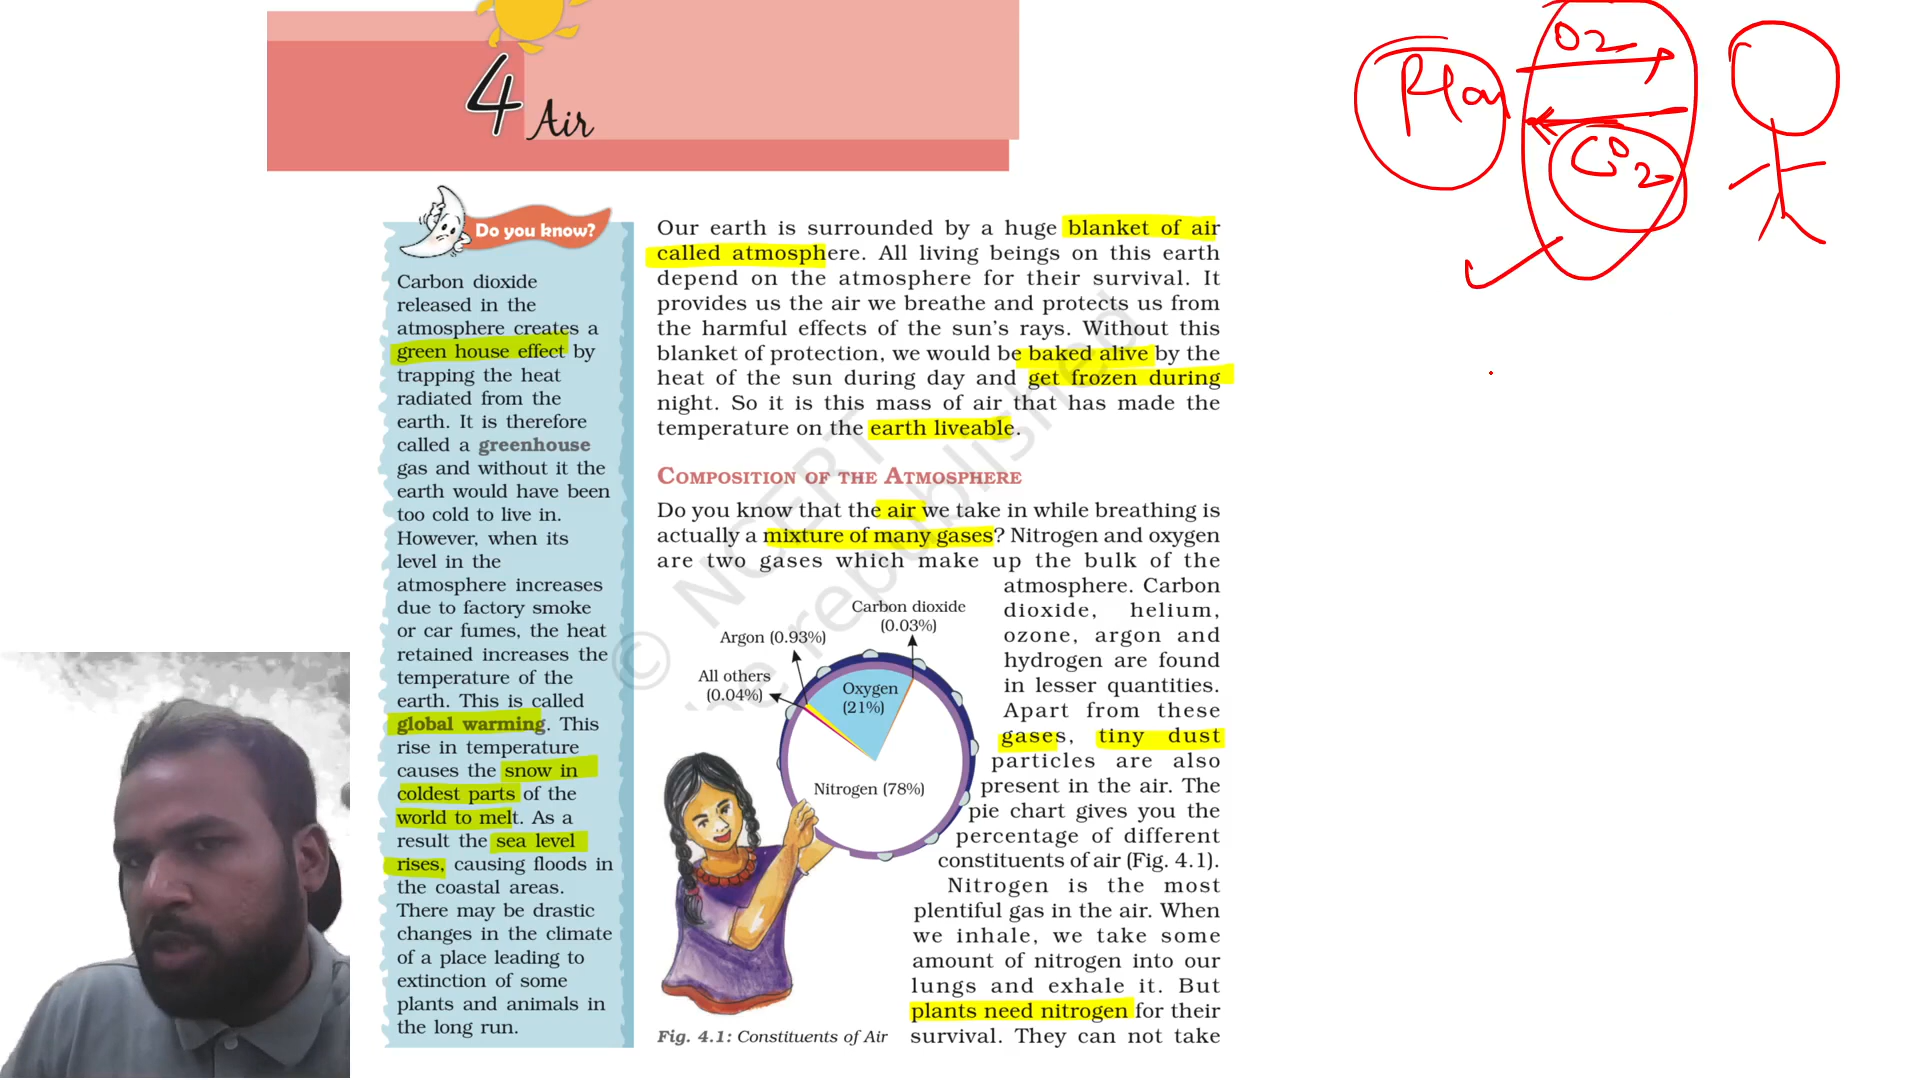 4 Air
Do you know?
Carbon dioxide
released in the
atmosphere creates a
green house effect by
trapping the heat
radiated from the
earth. It is therefore
called a greenhouse
gas and without it the
earth would have been
too cold to live in.
However, when its
level in the
atmosphere increases
due to factory smoke
or car fumes, the heat
retained increases the
temperature of the
earth. This is called
global warming. This
rise in temperature
causes the snow in
coldest parts of the
world to melt. As a
result the sea level
rises, causing floods in
the coastal areas.
There may be drastic
changes in the climate
of a place leading to
extinction of some
plants and animals in
the long run.
Our earth is surrounded by a huge blanket of air
called atmosphere. All living beings on this earth
depend on the atmosphere for their survival. It
provides us the air we breathe and protects us from
the harmful effects of the sun's rays. Without this
blanket of protection, we would be baked alive by the
heat of the sun during day and get frozen during
night. So it is this mass of air that has made the
temperature on the earth liveable.
COMPOSITION OF THE ATMOSPHERE
Do you know that the air we take in while breathing is
actually a mixture of many gases? Nitrogen and oxygen
are two gases which make up the bulk of the
atmosphere. Carbon
dioxide, helium,
ozone, argon and
hydrogen are found
in lesser quantities.
Apart from these
gases, tiny dust
particles are also
present in the air. The
pie chart gives you the
percentage of different
constituents of air (Fig. 4.1).
Nitrogen is the most
plentiful gas in the air. When
we inhale, we take some
amount of nitrogen into our
lungs and exhale it. But
plants need nitrogen for their
survival. They can not take
Carbon dioxide
(0.03%)
Argon (0.93%)
All others
(0.04%)
Oxygen
(21%)
Nitrogen (78%)
Fig. 4.1: Constituents of Air
© NCERT
republished
Plan
O2
CO2